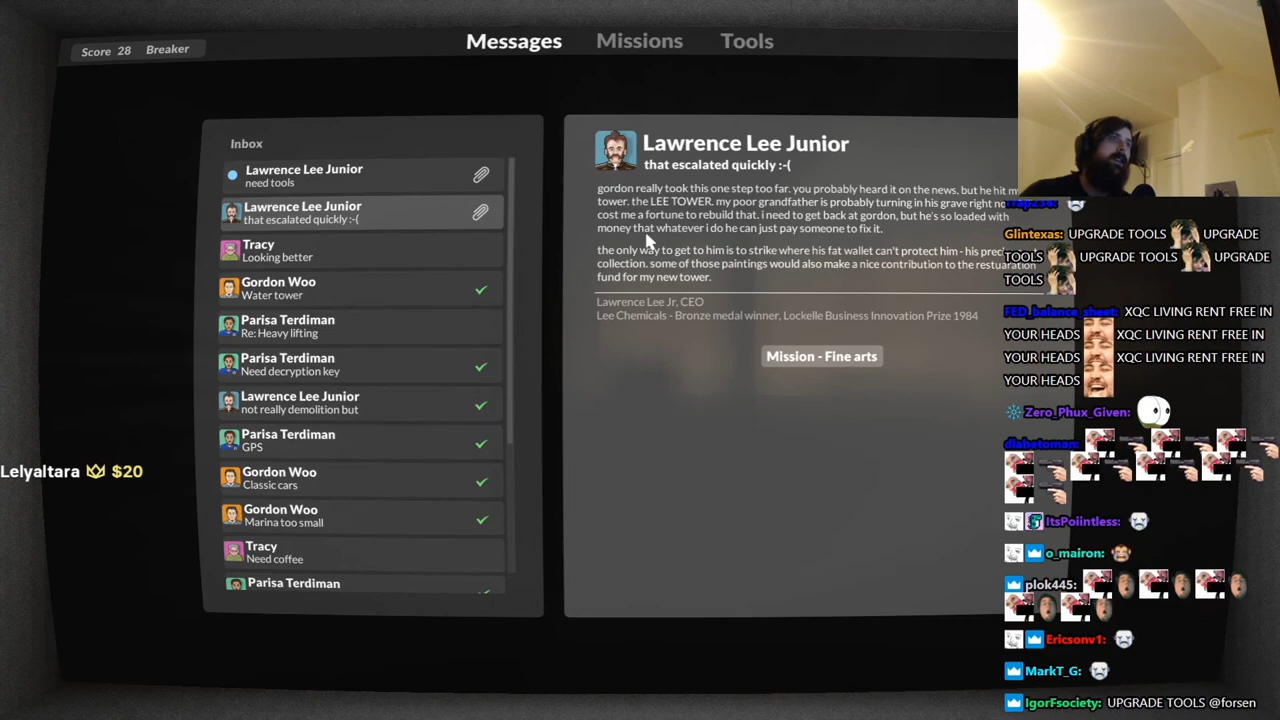 Score 28 Breaker
Messages Missions Tools
Inbox
Lawrence Lee Junior
need tools
Lawrence Lee Junior
that escalated quickly :-(
Tracy
Looking better
Gordon Woo
Water tower
Parisa Terdiman
Re: Heavy lifting
Parisa Terdiman
Need decryption key
Lawrence Lee Junior
not really demolition but
Parisa Terdiman
GPS
Gordon Woo
Classic cars
Gordon Woo
Marina too small
Tracy
Need coffee
Parisa Terdiman
Lawrence Lee Junior
that escalated quickly :-(
gordon really took this one step too far. you probably heard it on the news, but he hit m
tower. the LEE TOWER. my poor grandfather is probably turning in his grave right no
cost me a fortune to rebuild that. i need to get back at gordon, but he's so loaded with
money that whatever i do he can just pay someone to fix it.
the only way to get to him is to strike where his fat wallet can't protect him - his prec
collection. some of those paintings would also make a nice contribution to the restuaration
fund for my new tower.
Lawrence Lee Jr, CEO
Lee Chemicals - Bronze medal winner, Lockelle Business Innovation Prize 1984
Mission - Fine arts
Lelyaltara $20
Glintexas: UPGRADE TOOLS UPGRADE
TOOLS UPGRADE TOOLS UPGRADE
TOOLS
FED_balance_sheet: XQC LIVING RENT FREE IN
YOUR HEADS XQC LIVING RENT FREE IN
YOUR HEADS XQC LIVING RENT FREE IN
YOUR HEADS
Zero_Phux_Given:
diabetoman:
ItsPoiintless:
o_mairon:
plok445:
Ericsonv1:
MarkT_G:
IgorFsociety: UPGRADE TOOLS @forsen